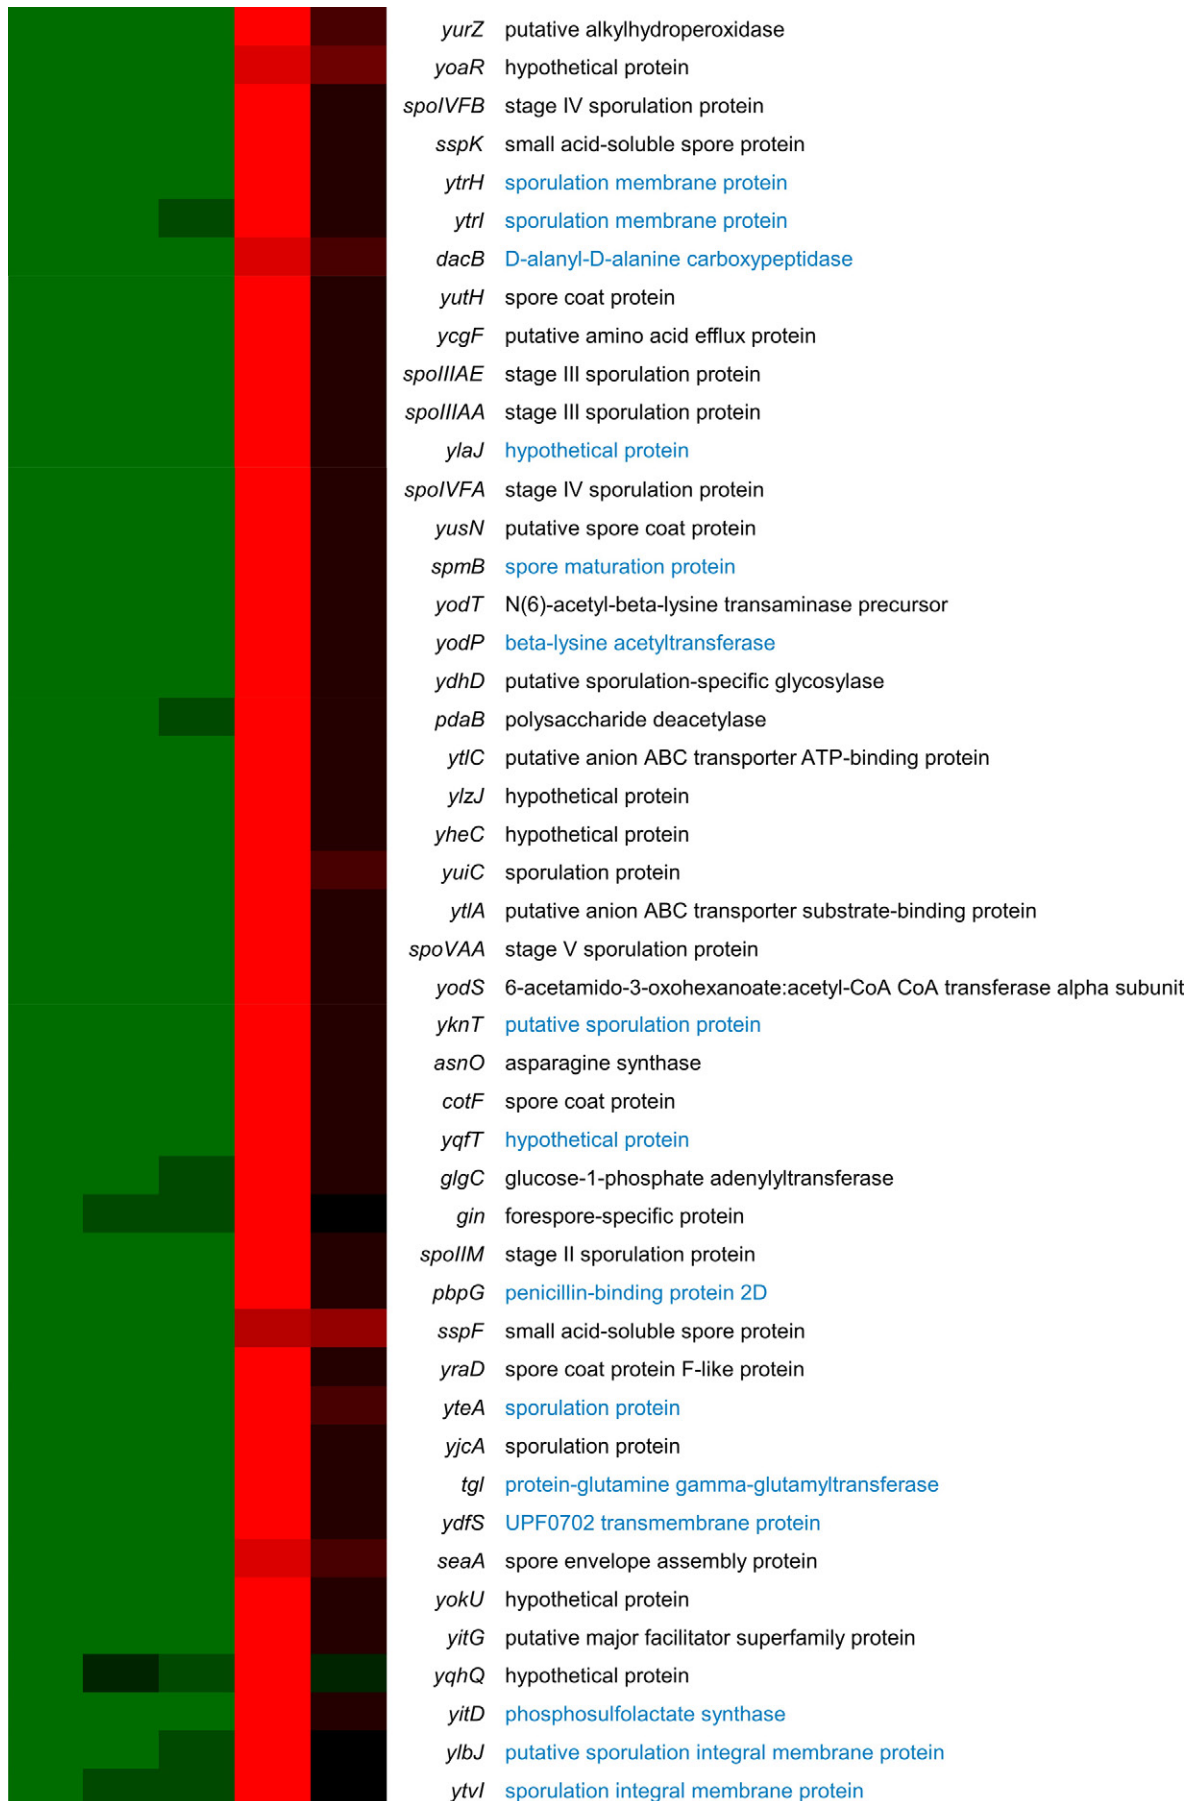 yurZ putative alkylhydroperoxidase
yoaR hypothetical protein
spoIVFB stage IV sporulation protein
sspK small acid-soluble spore protein
ytrH sporulation membrane protein
ytrI sporulation membrane protein
dacB D-alanyl-D-alanine carboxypeptidase
yutH spore coat protein
ycgF putative amino acid efflux protein
spoIIIAE stage III sporulation protein
spoIIIAA stage III sporulation protein
ylaJ hypothetical protein
spoIVFA stage IV sporulation protein
yusN putative spore coat protein
spmB spore maturation protein
yodT N(6)-acetyl-beta-lysine transaminase precursor
yodP beta-lysine acetyltransferase
ydhD putative sporulation-specific glycosylase
pdaB polysaccharide deacetylase
ytlC putative anion ABC transporter ATP-binding protein
ylzJ hypothetical protein
yheC hypothetical protein
yuiC sporulation protein
ytlA putative anion ABC transporter substrate-binding protein
spoVAA stage V sporulation protein
yodS 6-acetamido-3-oxohexanoate:acetyl-CoA CoA transferase alpha subunit
yknT putative sporulation protein
asnO asparagine synthase
cotF spore coat protein
yqfT hypothetical protein
glgC glucose-1-phosphate adenylyltransferase
gin forespore-specific protein
spoIIM stage II sporulation protein
pbpG penicillin-binding protein 2D
sspF small acid-soluble spore protein
yraD spore coat protein F-like protein
yteA sporulation protein
yjcA sporulation protein
tgl protein-glutamine gamma-glutamyltransferase
ydfS UPF0702 transmembrane protein
seaA spore envelope assembly protein
yokU hypothetical protein
yitG putative major facilitator superfamily protein
yqhQ hypothetical protein
yitD phosphosulfolactate synthase
ylbJ putative sporulation integral membrane protein
ytvI sporulation integral membrane protein